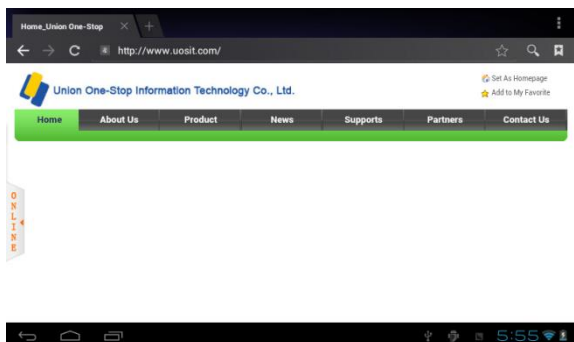 Home_Union One-Stop
http://www.uosit.com/
Set As Homepage
Union One-Stop Information Technology Co., Ltd.
Add to My Favorite
Home About Us Product News Supports Partners Contact Us
ONLINE
5:55